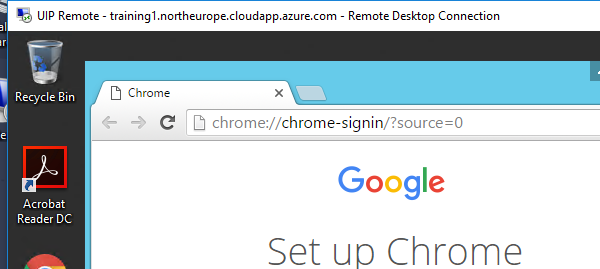 UIP Remote - training1.northeurope.cloudapp.azure.com - Remote Desktop Connection
Recycle Bin
Chrome
chrome://chrome-signin/?source=0
Google
Acrobat
Reader DC
Set up Chrome